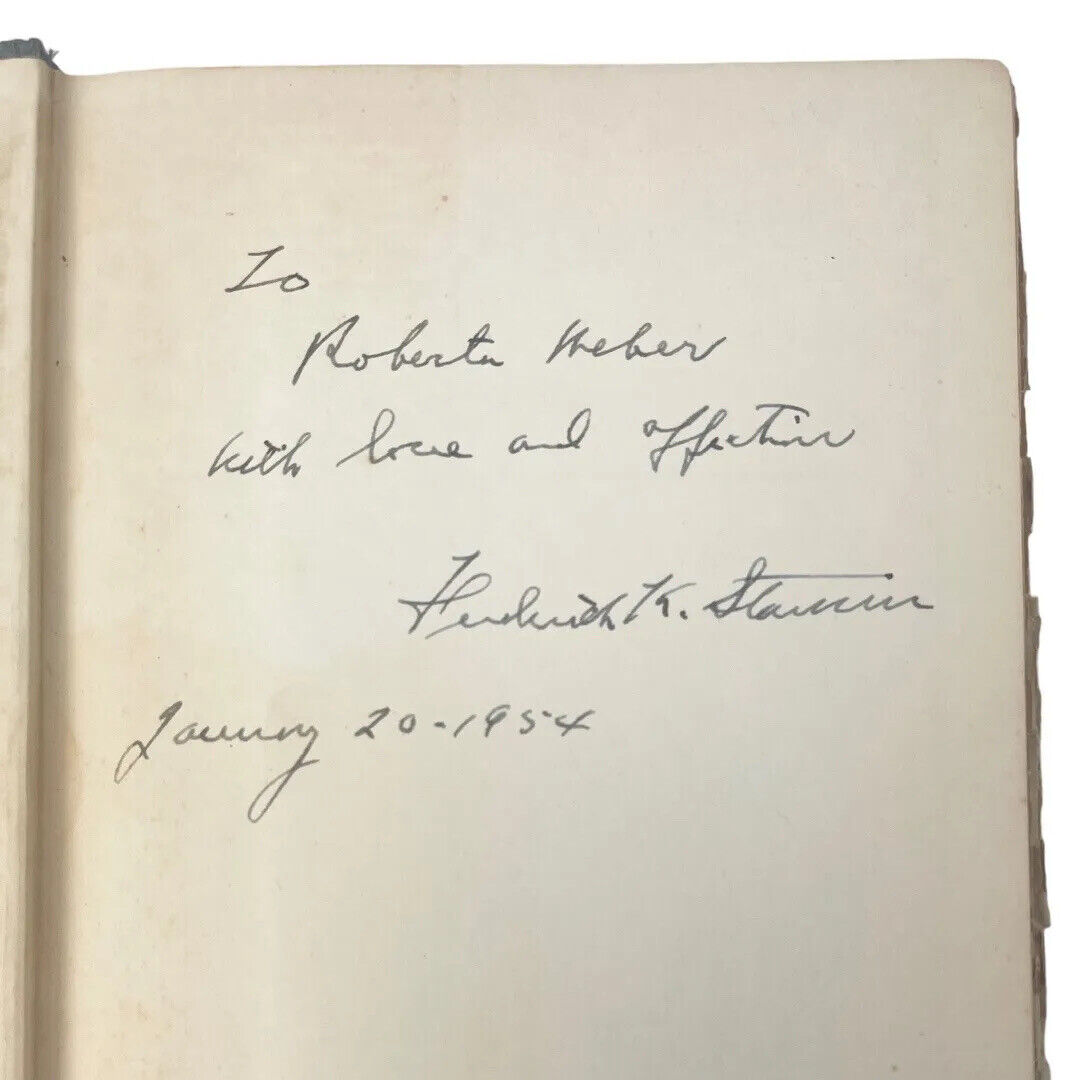 To
Roberta Weber
with love and affection
Frederick K. Stamm
January 20-1954